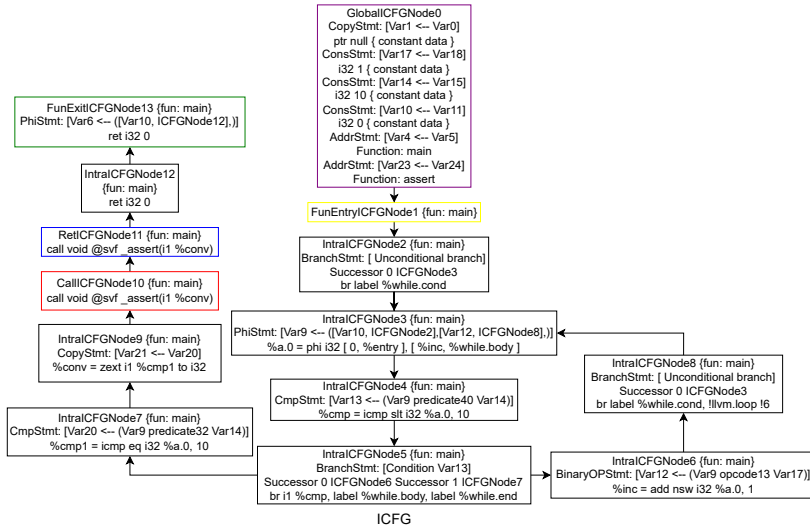 GlobalICFGNode0
CopyStmt: [Var1 <-- Var0]
ptr null { constant data }
ConsStmt: [Var17 <-- Var18]
i32 1 { constant data }
ConsStmt: [Var14 <-- Var15]
i32 10 { constant data }
ConsStmt: [Var10 <-- Var11]
i32 0 { constant data }
AddrStmt: [Var4 <-- Var5]
Function: main
AddrStmt: [Var23 <-- Var24]
Function: assert
FunEntryICFGNode1 {fun: main}
IntraICFGNode2 {fun: main}
BranchStmt: [ Unconditional branch]
Successor 0 ICFGNode3
br label %while.cond
IntraICFGNode3 {fun: main}
PhiStmt: [Var9 <-- ([Var10, ICFGNode2],[Var12, ICFGNode8],)]
%a.0 = phi i32 [ 0, %entry ], [ %inc, %while.body ]
IntraICFGNode4 {fun: main}
CmpStmt: [Var13 <-- (Var9 predicate40 Var14)]
%cmp = icmp slt i32 %a.0, 10
IntraICFGNode5 {fun: main}
BranchStmt: [Condition Var13]
Successor 0 ICFGNode6 Successor 1 ICFGNode7
br i1 %cmp, label %while.body, label %while.end
IntraICFGNode6 {fun: main}
BinaryOPStmt: [Var12 <-- (Var9 opcode13 Var17)]
%inc = add nsw i32 %a.0, 1
IntraICFGNode8 {fun: main}
BranchStmt: [ Unconditional branch]
Successor 0 ICFGNode3
br label %while.cond, !llvm.loop !6
IntraICFGNode7 {fun: main}
CmpStmt: [Var20 <-- (Var9 predicate32 Var14)]
%cmp1 = icmp eq i32 %a.0, 10
IntraICFGNode9 {fun: main}
CopyStmt: [Var21 <-- Var20]
%conv = zext i1 %cmp1 to i32
CallICFGNode10 {fun: main}
call void @svf _assert(i1 %conv)
RetICFGNode11 {fun: main}
call void @svf _assert(i1 %conv)
IntraICFGNode12
{fun: main}
ret i32 0
FunExitICFGNode13 {fun: main}
PhiStmt: [Var6 <-- ([Var10, ICFGNode12],)]
ret i32 0
ICFG